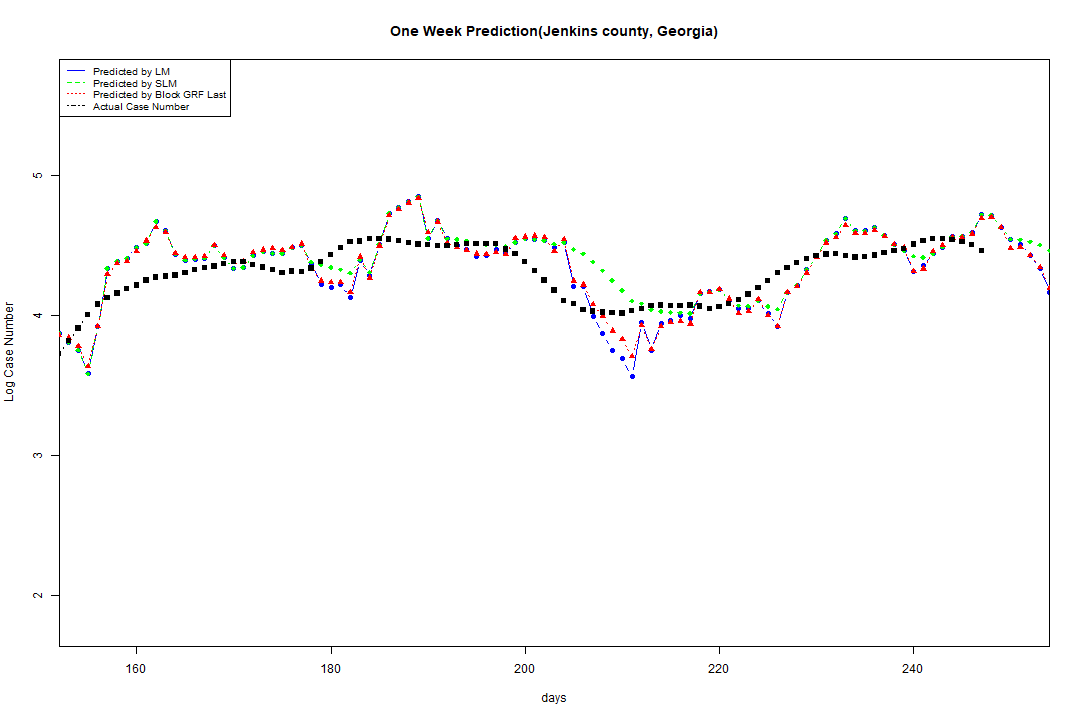 One Week Prediction(Jenkins county, Georgia)
Predicted by LM
Predicted by SLM
Predicted by Block GRF Last
Actual Case Number
5
4
3
2
Log Case Number
160 180 200 220 240
days